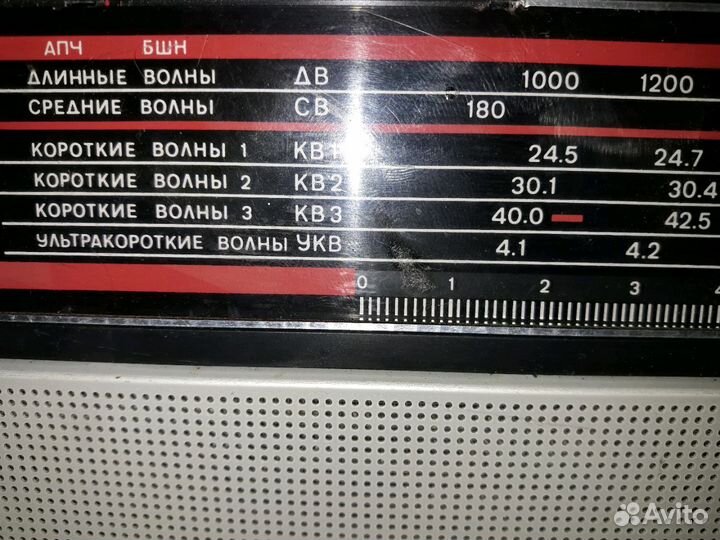 АПЧ БШН
ДЛИННЫЕ ВОЛНЫ ДВ 1000 1200
СРЕДНИЕ ВОЛНЫ СВ 180
КОРОТКИЕ ВОЛНЫ 1 КВ1 24.5 24.7
КОРОТКИЕ ВОЛНЫ 2 КВ2 30.1 30.4
КОРОТКИЕ ВОЛНЫ 3 КВ3 40.0 42.5
УЛЬТРАКОРОТКИЕ ВОЛНЫ УКВ 4.1 4.2
0 1 2 3 4
Avito